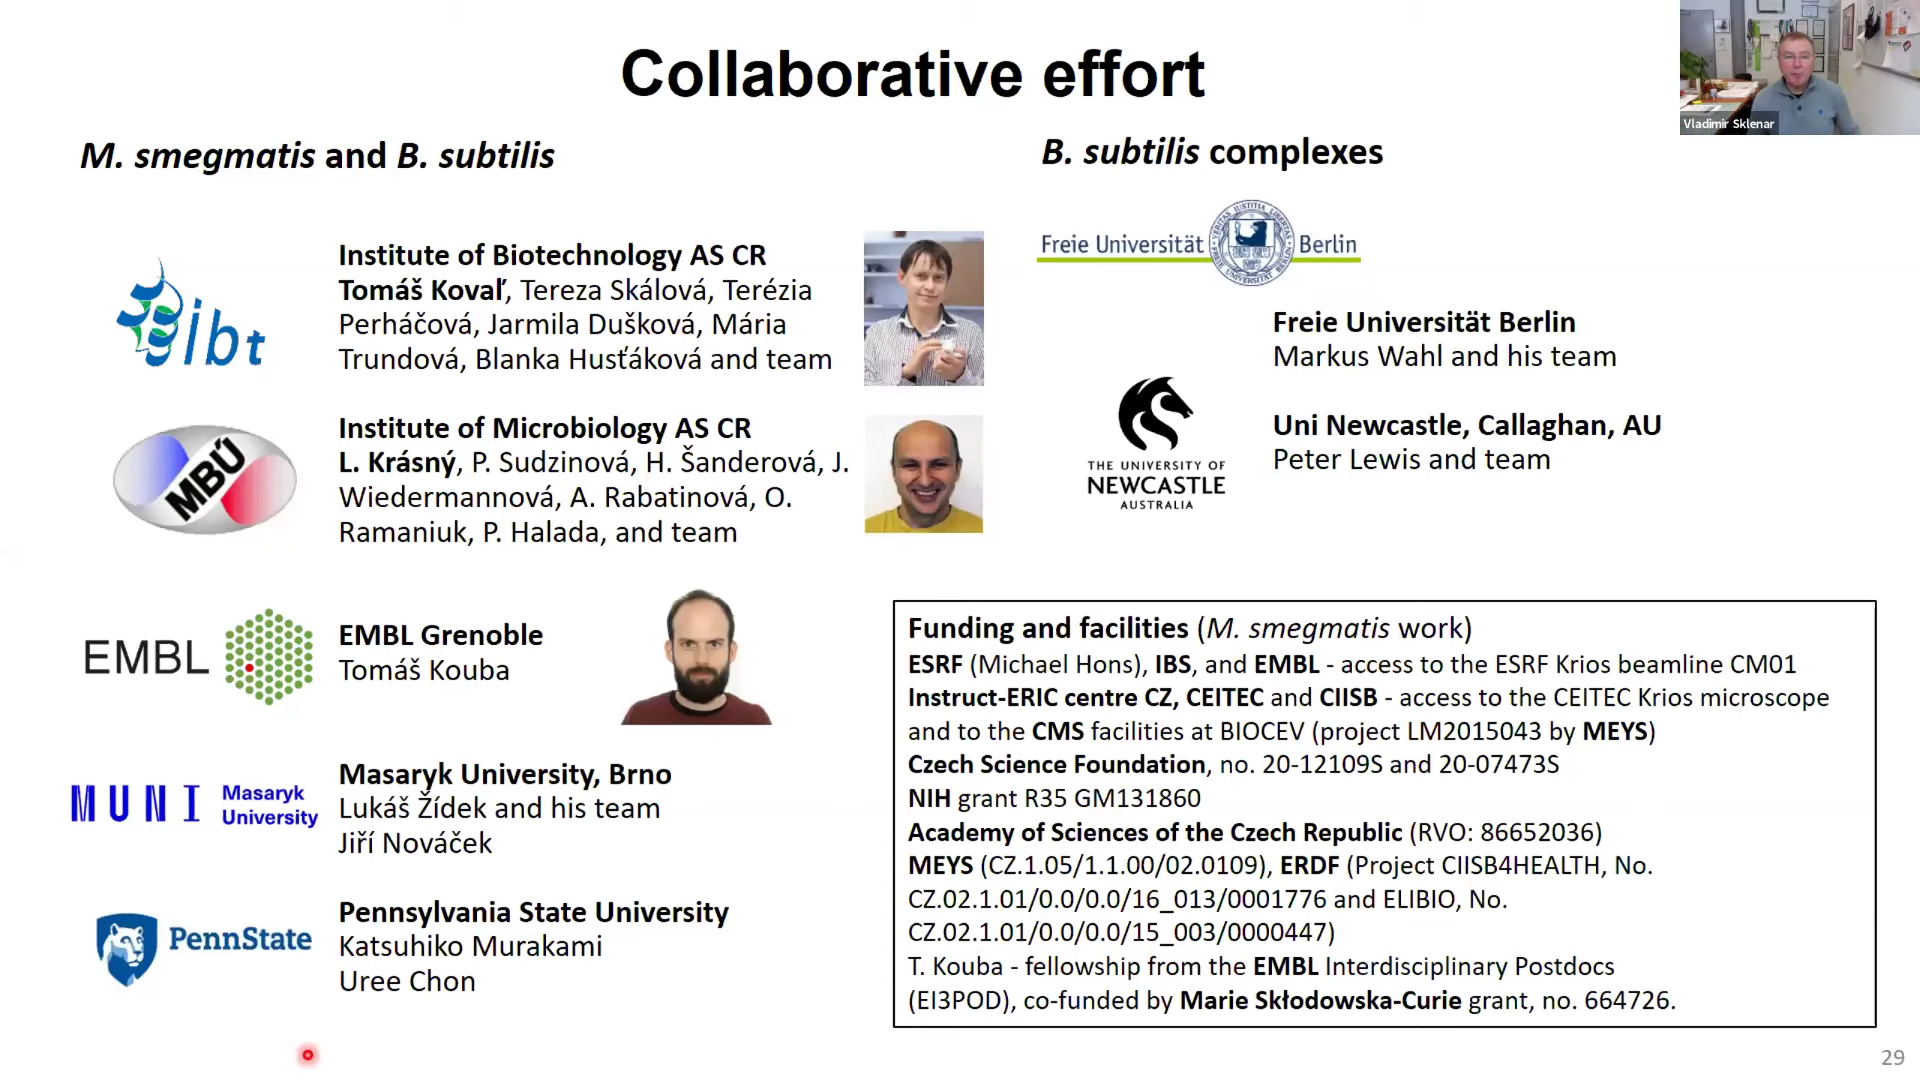 Collaborative effort
Vladimir Sklenar
M. smegmatis and B. subtilis
ibt
Institute of Biotechnology AS CR
Tomáš Kovaľ, Tereza Skálová, Terézia
Perháčová, Jarmila Dušková, Mária
Trundová, Blanka Husťáková and team
MBÚ
Institute of Microbiology AS CR
L. Krásný, P. Sudzinová, H. Šanderová, J.
Wiedermannová, A. Rabatinová, O.
Ramaniuk, P. Halada, and team
EMBL
EMBL Grenoble
Tomáš Kouba
MUNI Masaryk
University
Masaryk University, Brno
Lukáš Žídek and his team
Jiří Nováček
PennState
Pennsylvania State University
Katsuhiko Murakami
Uree Chon
B. subtilis complexes
Freie Universität Berlin
Freie Universität Berlin
Markus Wahl and his team
THE UNIVERSITY OF
NEWCASTLE
AUSTRALIA
Uni Newcastle, Callaghan, AU
Peter Lewis and team
Funding and facilities (M. smegmatis work)
ESRF (Michael Hons), IBS, and EMBL - access to the ESRF Krios beamline CM01
Instruct-ERIC centre CZ, CEITEC and CIISB - access to the CEITEC Krios microscope
and to the CMS facilities at BIOCEV (project LM2015043 by MEYS)
Czech Science Foundation, no. 20-12109S and 20-07473S
NIH grant R35 GM131860
Academy of Sciences of the Czech Republic (RVO: 86652036)
MEYS (CZ.1.05/1.1.00/02.0109), ERDF (Project CIISB4HEALTH, No.
CZ.02.1.01/0.0/0.0/16_013/0001776 and ELIBIO, No.
CZ.02.1.01/0.0/0.0/15_003/0000447)
T. Kouba - fellowship from the EMBL Interdisciplinary Postdocs
(EI3POD), co-funded by Marie Skłodowska-Curie grant, no. 664726.
29